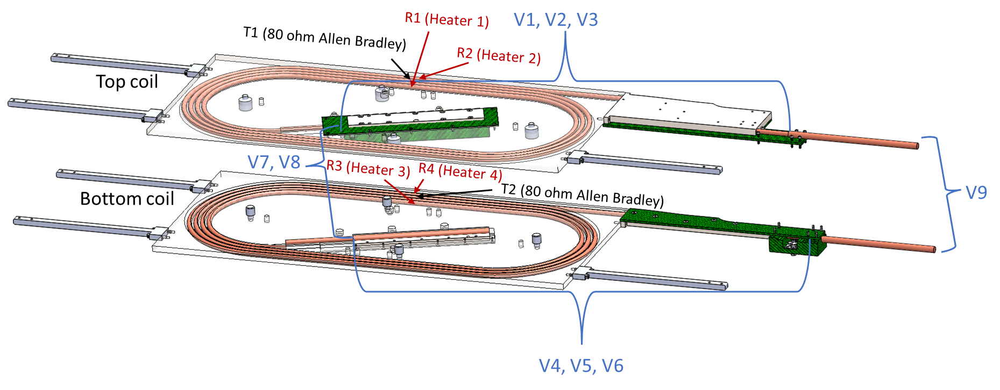 R1 (Heater 1)
V1, V2, V3
T1 (80 ohm Allen Bradley)
R2 (Heater 2)
Top coil
V7, V8
R3 (Heater 3)
R4 (Heater 4)
T2 (80 ohm Allen Bradley)
V9
Bottom coil
V4, V5, V6